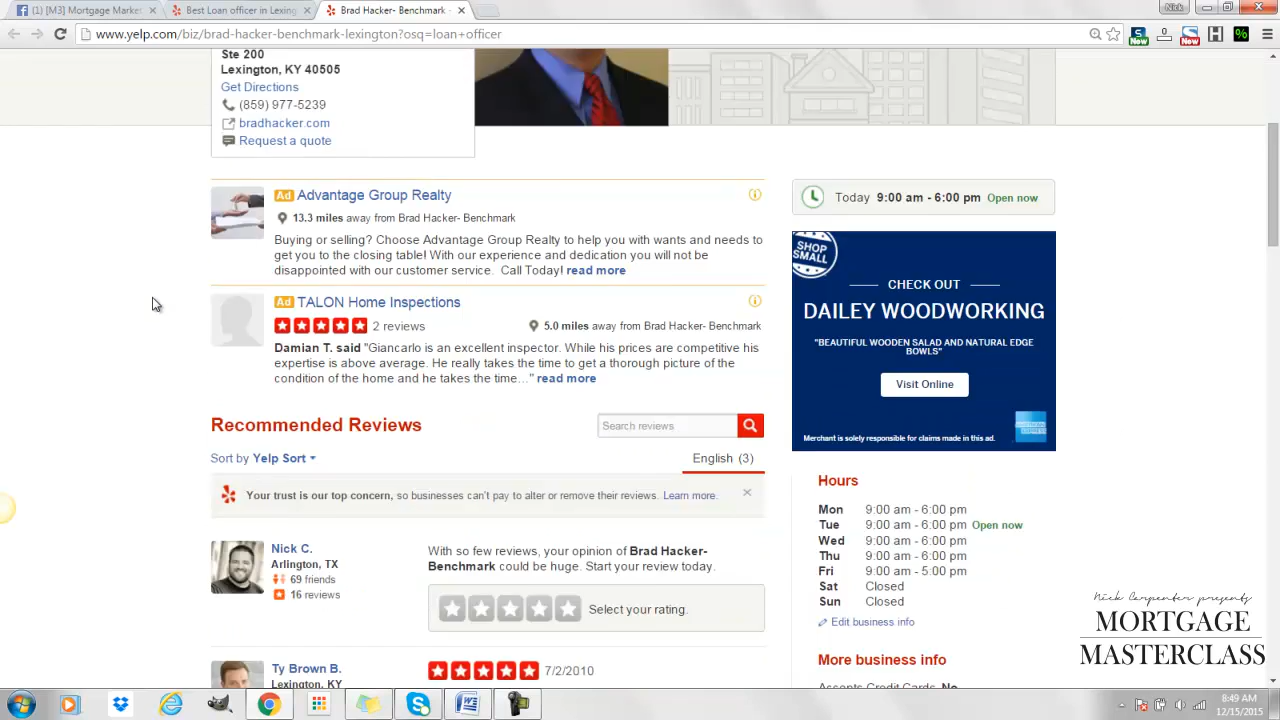 (1) [M3] Mortgage Market
Best Loan officer in Lexing
Brad Hacker- Benchmark -
Nick
www.yelp.com/biz/brad-hacker-benchmark-lexington?osq=loan+officer
New
New
Ste 200
Lexington, KY 40505
Get Directions
(859) 977-5239
bradhacker.com
Request a quote
Ad Advantage Group Realty
13.3 miles away from Brad Hacker- Benchmark
Buying or selling? Choose Advantage Group Realty to help you with wants and needs to
get you to the closing table! With our experience and dedication you will not be
disappointed with our customer service. Call Today! read more
Ad TALON Home Inspections
2 reviews
5.0 miles away from Brad Hacker- Benchmark
Damian T. said "Giancarlo is an excellent inspector. While his prices are competitive his
expertise is above average. He really takes the time to get a thorough picture of the
condition of the home and he takes the time…" read more
Recommended Reviews
Search reviews
Sort by Yelp Sort
English (3)
Your trust is our top concern, so businesses can't pay to alter or remove their reviews. Learn more.
Nick C.
Arlington, TX
69 friends
16 reviews
With so few reviews, your opinion of Brad Hacker-
Benchmark could be huge. Start your review today.
Select your rating.
Ty Brown B.
Lexington, KY
7/2/2010
Today 9:00 am - 6:00 pm Open now
SHOP
SMALL
CHECK OUT
DAILEY WOODWORKING
"BEAUTIFUL WOODEN SALAD AND NATURAL EDGE
BOWLS"
Visit Online
Merchant is solely responsible for claims made in this ad.
Hours
Mon 9:00 am - 6:00 pm
Tue 9:00 am - 6:00 pm Open now
Wed 9:00 am - 6:00 pm
Thu 9:00 am - 6:00 pm
Fri 9:00 am - 5:00 pm
Sat Closed
Sun Closed
Edit business info
More business info
Accepts Credit Cards No
Nick Carpenter presents
MORTGAGE
MASTERCLASS
8:49 AM
12/15/2015